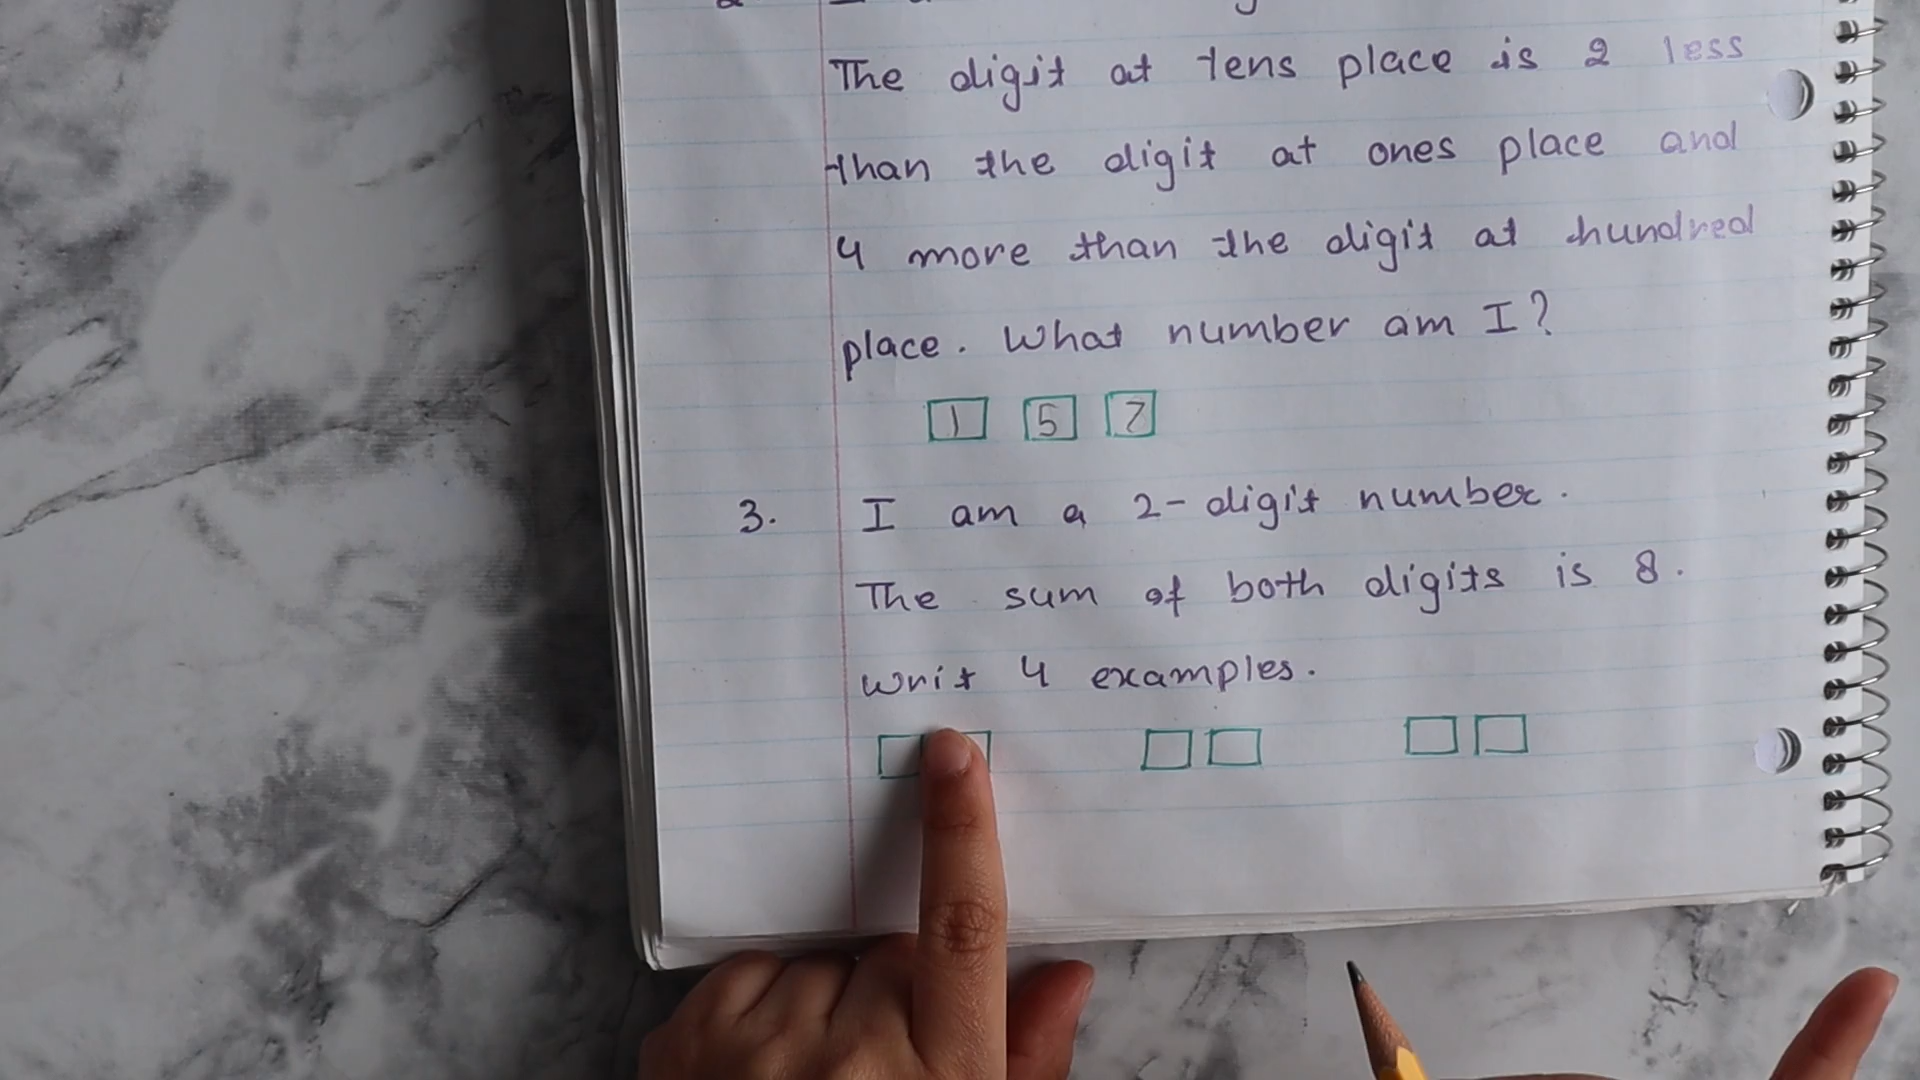 The digit at tens place is 2 less
than the digit at ones place and
4 more than the digit at hundred
place. What number am I?
1 5 7
3. I am a 2-digit number.
The sum of both digits is 8.
writ 4 examples.